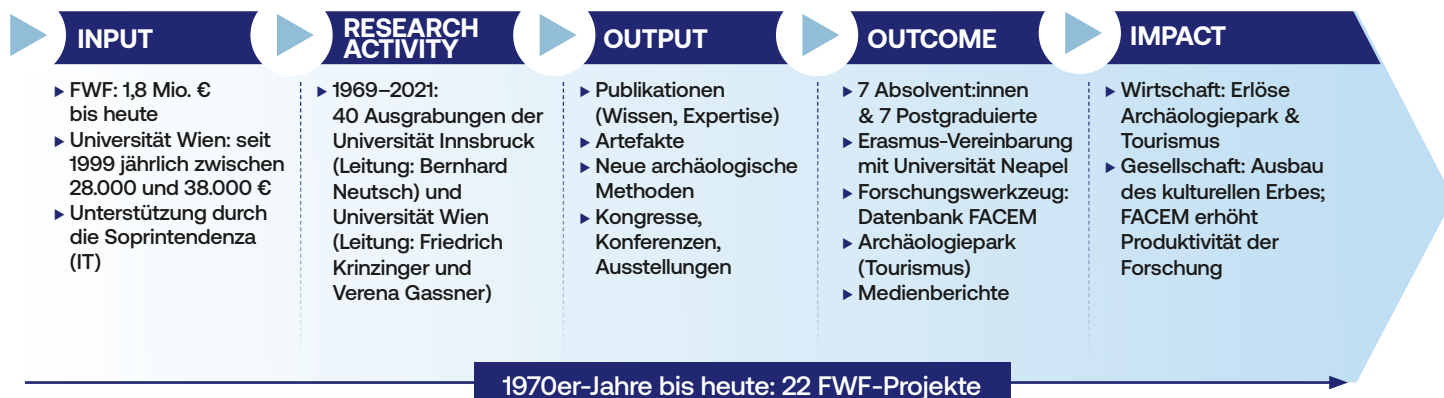 INPUT
FWF: 1,8 Mio. €
bis heute
Universität Wien: seit
1999 jährlich zwischen
28.000 und 38.000 €
Unterstützung durch
die Soprintendenza
(IT)
RESEARCH
ACTIVITY
1969–2021:
40 Ausgrabungen der
Universität Innsbruck
(Leitung: Bernhard
Neutsch) und
Universität Wien
(Leitung: Friedrich
Krinzinger und
Verena Gassner)
OUTPUT
Publikationen
(Wissen, Expertise)
Artefakte
Neue archäologische
Methoden
Kongresse,
Konferenzen,
Ausstellungen
OUTCOME
7 Absolvent:innen
& 7 Postgraduierte
Erasmus-Vereinbarung
mit Universität Neapel
Forschungswerkzeug:
Datenbank FACEM
Archäologiepark
(Tourismus)
Medienberichte
IMPACT
Wirtschaft: Erlöse
Archäologiepark &
Tourismus
Gesellschaft: Ausbau
des kulturellen Erbes;
FACEM erhöht
Produktivität der
Forschung
1970er-Jahre bis heute: 22 FWF-Projekte